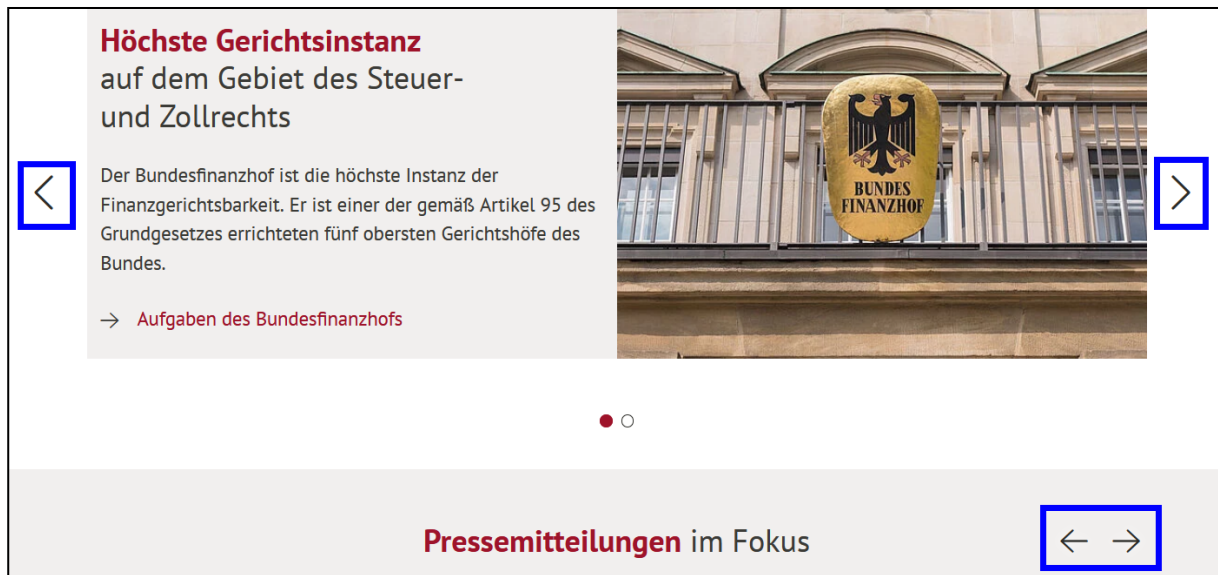 Höchste Gerichtsinstanz
auf dem Gebiet des Steuer-
und Zollrechts
Der Bundesfinanzhof ist die höchste Instanz der
Finanzgerichtsbarkeit. Er ist einer der gemäß Artikel 95 des
Grundgesetzes errichteten fünf obersten Gerichtshöfe des
Bundes.
→ Aufgaben des Bundesfinanzhofs
BUNDES
FINANZHOF
Pressemitteilungen im Fokus